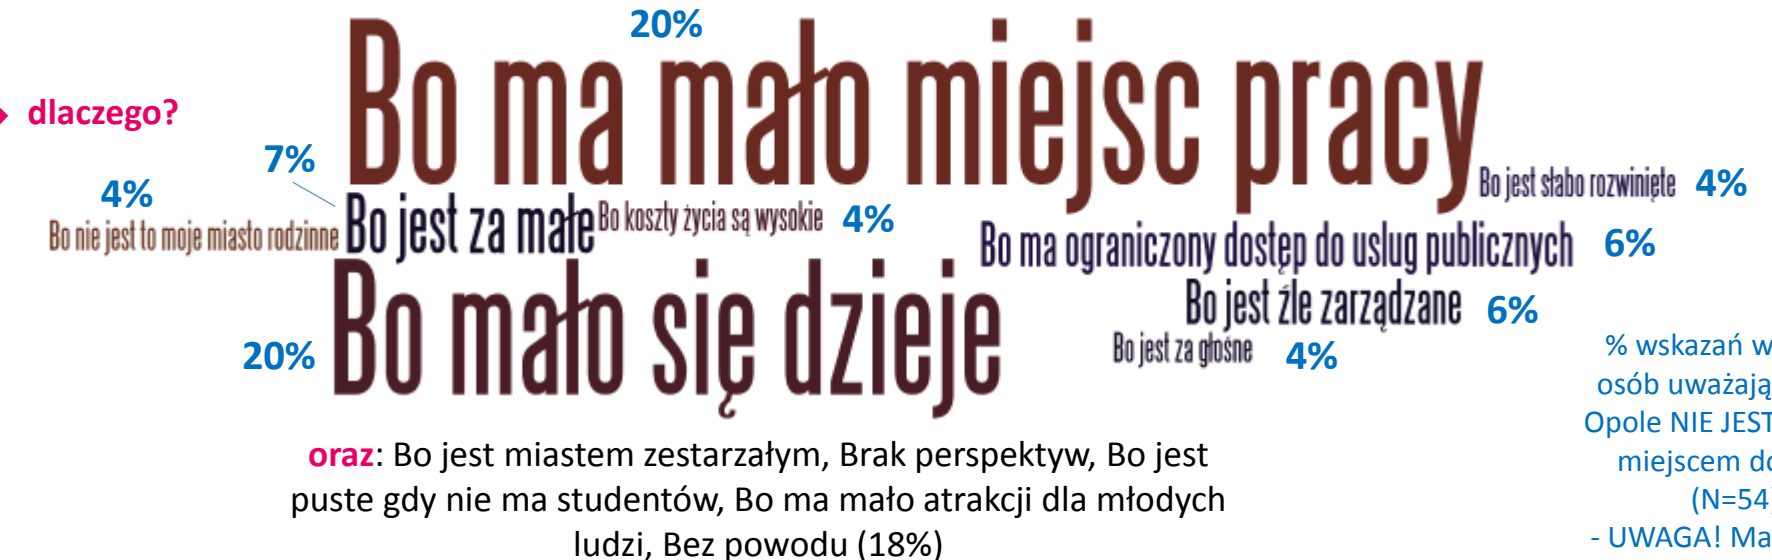 20%
Bo ma mało miejsc pracy
dlaczego?
7%
4%
Bo nie jest to moje miasto rodzinne
Bo jest za małe
Bo koszty życia są wysokie 4%
Bo jest słabo rozwinięte 4%
Bo ma ograniczony dostęp do uslug publicznych 6%
Bo jest źle zarządzane 6%
20% Bo mało się dzieje
Bo jest za głośne 4%
% wskazań w
osób
Opole NIE JEST
miejscem
(N=54
- UWAGA!
oraz: Bo jest miastem zestarzałym, Brak perspektyw, Bo jest
puste gdy nie ma studentów, Bo ma mało atrakcji dla młodych
ludzi, Bez powodu (18%)